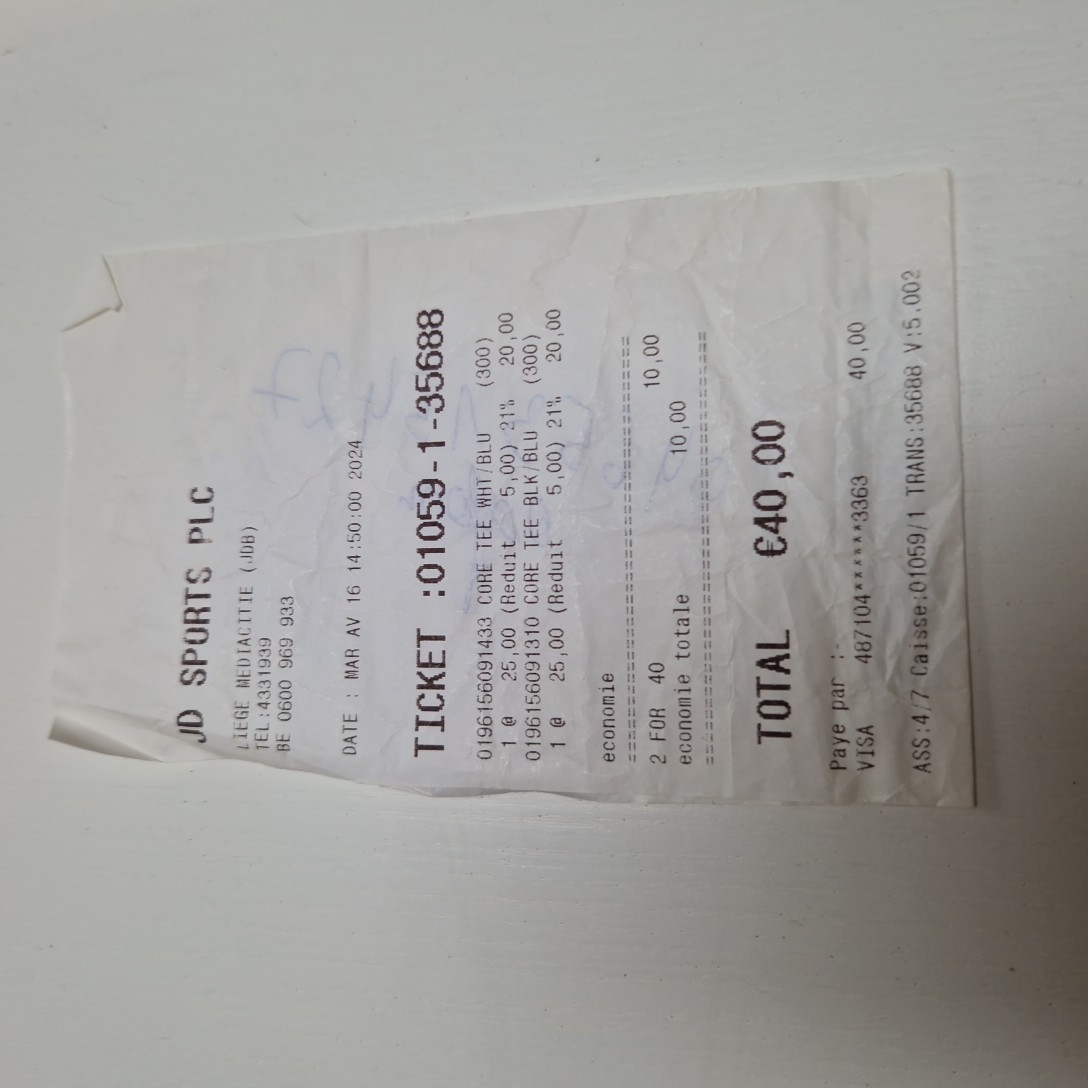 JD SPORTS PLC
LIEGE MEDIACTTIE (JDB)
TEL:4331939
BE 0600 969 933
DATE : MAR AV 16 14:50:00 2024
TICKET :01059-1-35688
0196156091433 CORE TEE WHT/BLU (300)
1 @ 25,00 (Reduit 5,00) 21% 20,00
0196156091310 CORE TEE BLK/BLU (300)
1 @ 25,00 (Reduit 5,00) 21% 20,00
economie
========================================
2 FOR 40 10,00
economie totale 10,00
========================================
TOTAL €40,00
Paye par :-
VISA 487104******3363 40,00
ASS:4/7 Caisse:01059/1 TRANS:35688 V:5.002